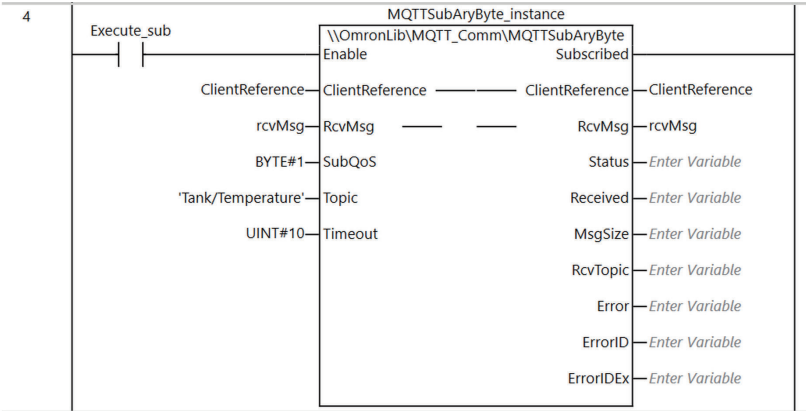 4
MQTTSubAryByte_instance
Execute_sub
\\OmronLib\MQTT_Comm\MQTTSubAryByte
Enable Subscribed
ClientReference ClientReference ClientReference ClientReference
rcvMsg RcvMsg RcvMsg rcvMsg
BYTE#1 SubQoS Status Enter Variable
'Tank/Temperature' Topic Received Enter Variable
UINT#10 Timeout MsgSize Enter Variable
RcvTopic Enter Variable
Error Enter Variable
ErrorID Enter Variable
ErrorIDEx Enter Variable